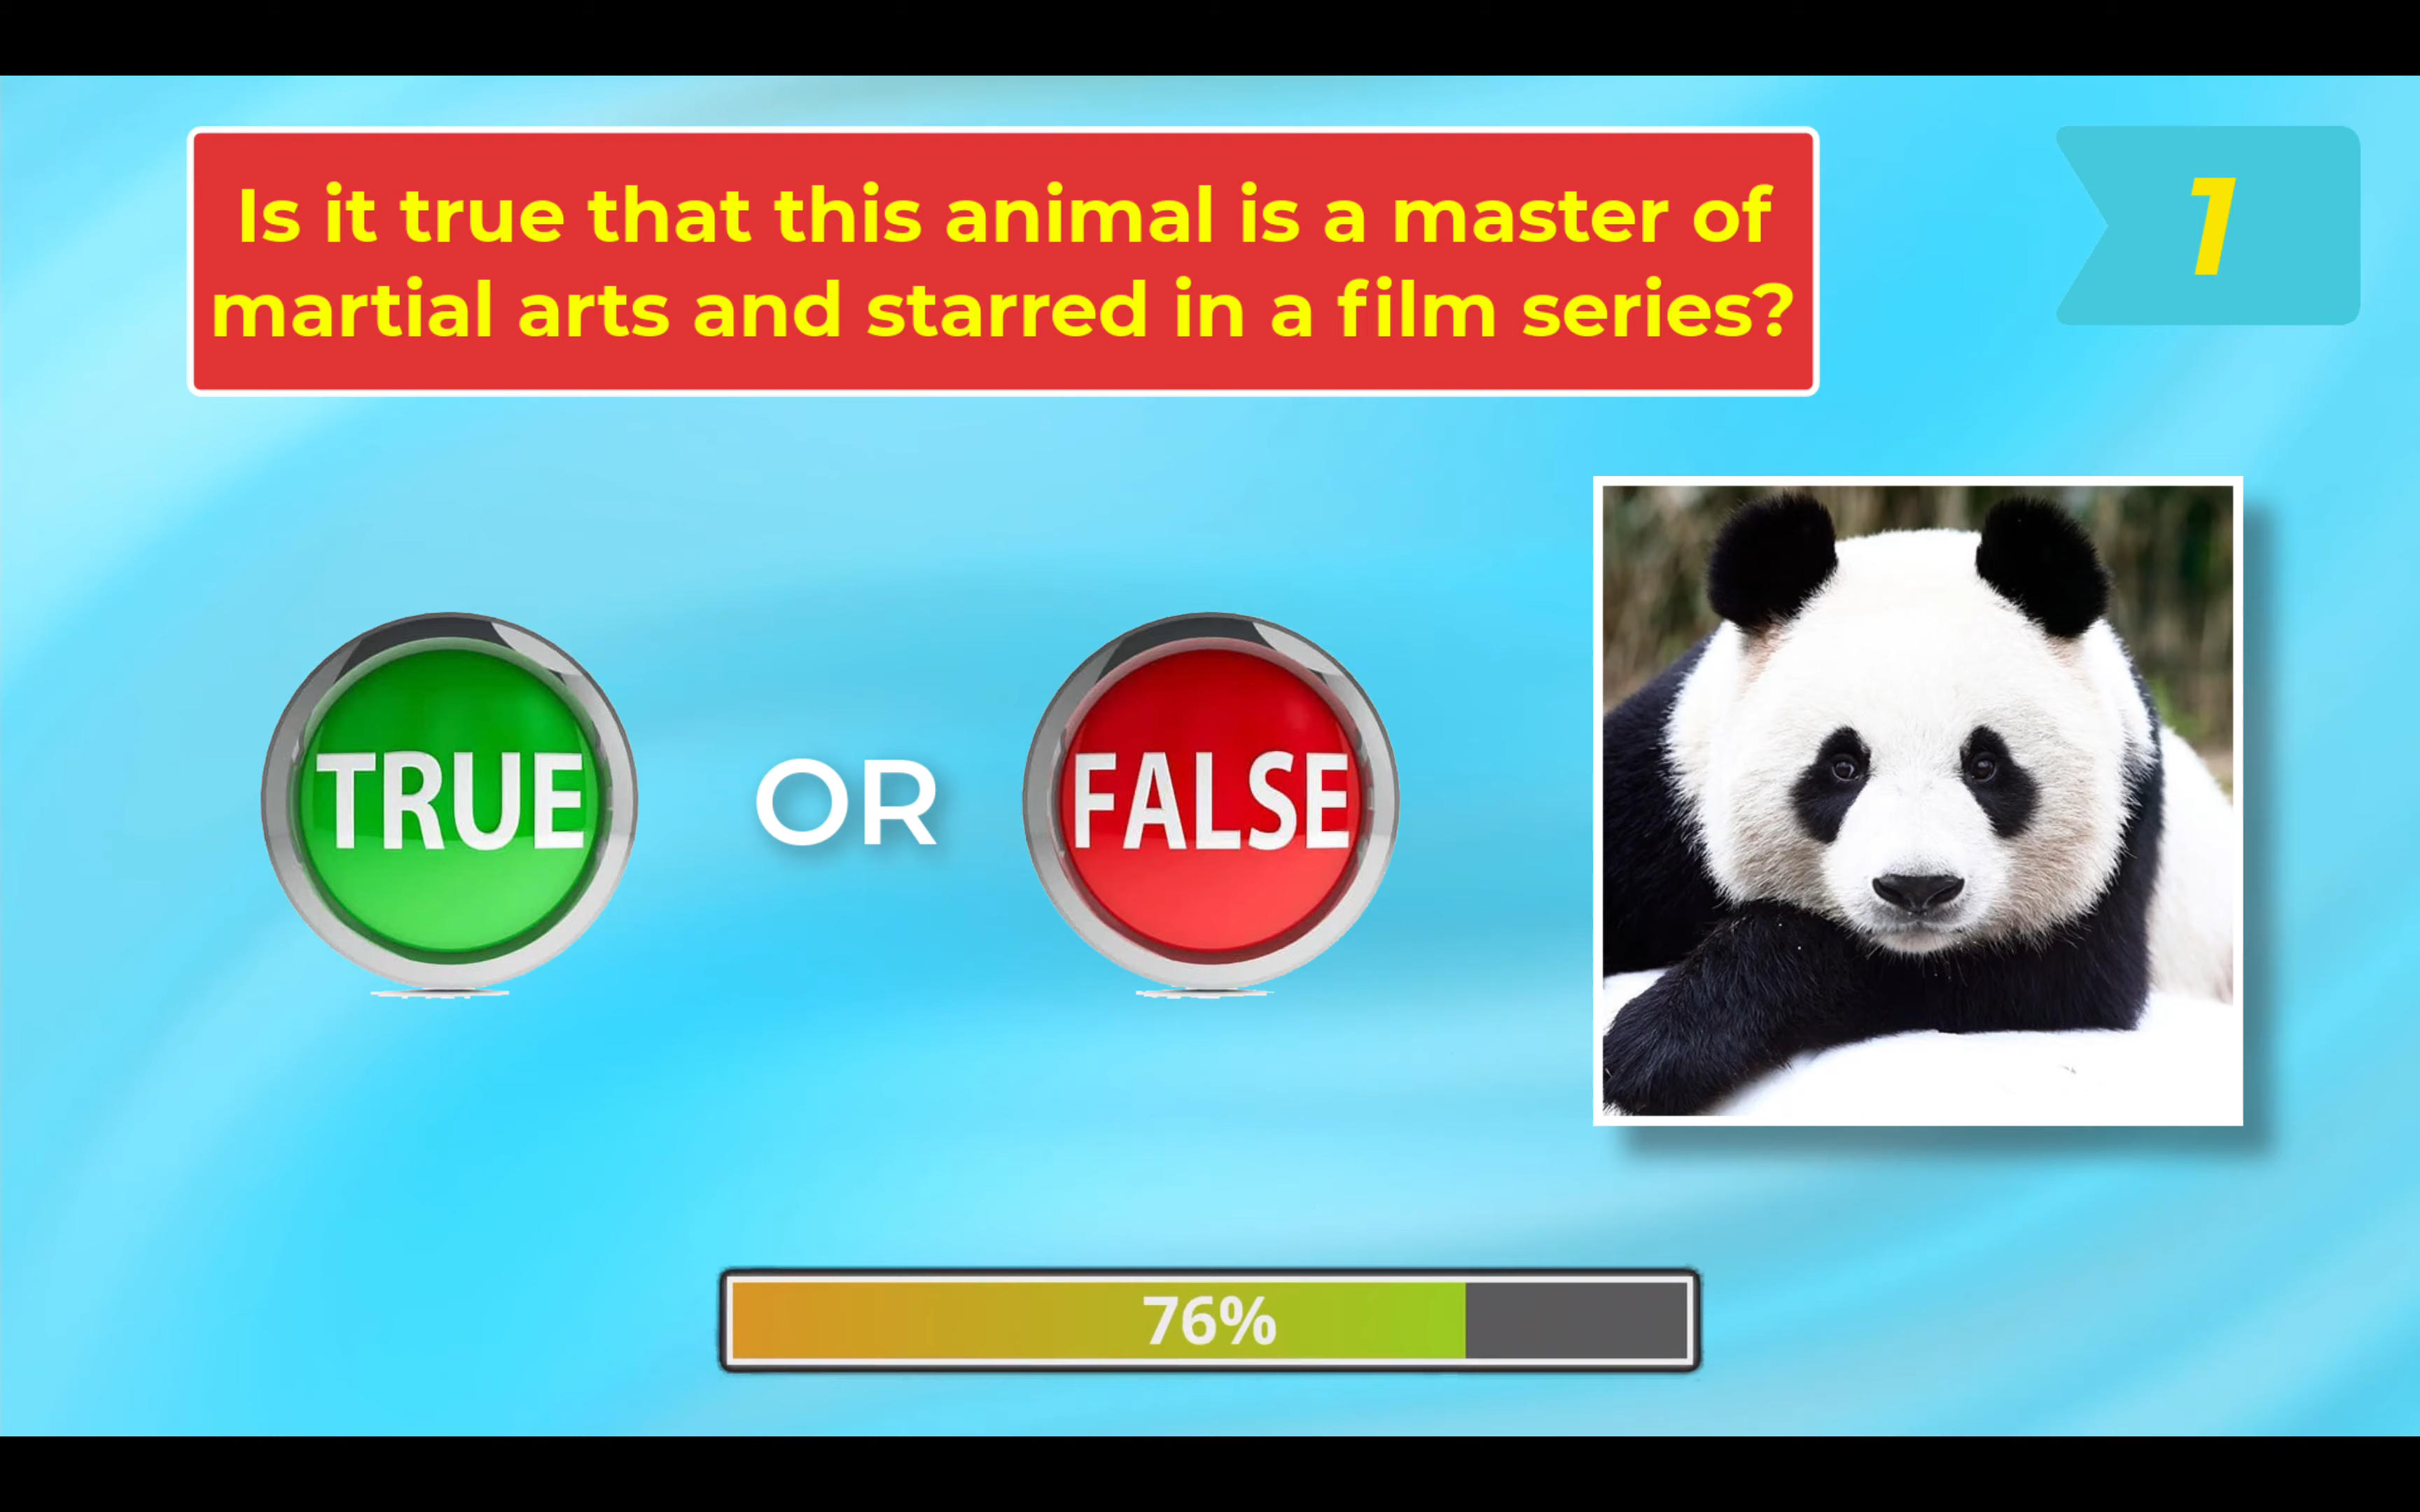 Is it true that this animal is a master of
martial arts and starred in a film series?
1
TRUE
OR
FALSE
76%